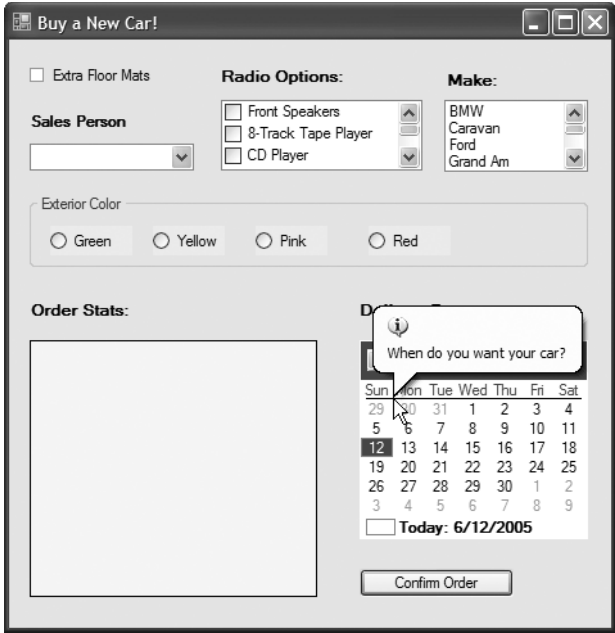 Buy a New Car!
Extra Floor Mats
Radio Options:
Make:
Sales Person
Front Speakers
8-Track Tape Player
CD Player
BMW
Caravan
Ford
Grand Am
Exterior Color
Green Yellow Pink Red
Order Stats:
When do you want your car?
Sun Mon Tue Wed Thu Fri Sat
29 30 31 1 2 3 4
5 6 7 8 9 10 11
12 13 14 15 16 17 18
19 20 21 22 23 24 25
26 27 28 29 30 1 2
3 4 5 6 7 8 9
Today: 6/12/2005
Confirm Order